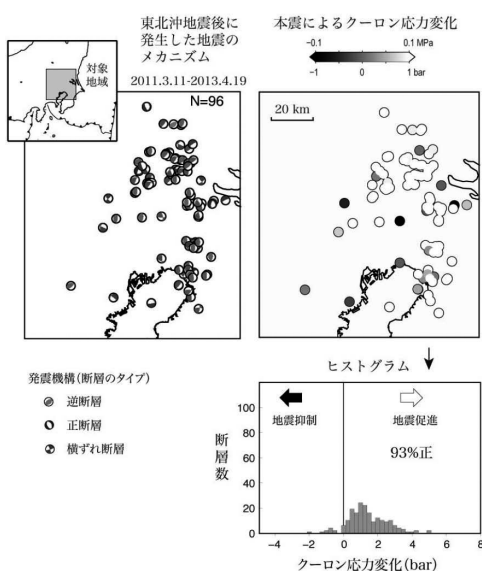 東北沖地震後に
発生した地震の
メカニズム
2011.3.11-2013.4.19
対象
地域
N=96
本震によるクーロン応力変化
-0.1 0.1 MPa
-1 0 1 bar
20 km
発震機構(断層のタイプ)
逆断層
正断層
横ずれ断層
ヒストグラム
地震抑制 地震促進
93%正
断層数
100
80
60
40
20
0
-4 -2 0 2 4 6 8
クーロン応力変化(bar)